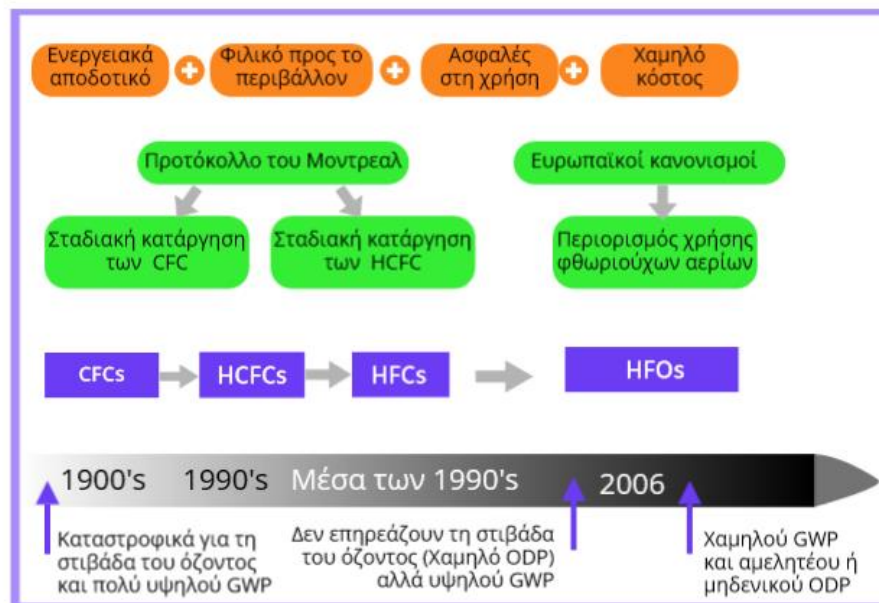 Ενεργειακά
αποδοτικό
Φιλικό προς το
περιβάλλον
Ασφαλές
στη χρήση
Χαμηλό
κόστος
Προτόκολλο του Μοντρεαλ
Ευρωπαϊκοί κανονισμοί
Σταδιακή κατάργηση
των CFC
Σταδιακή κατάργηση
των HCFC
Περιορισμός χρήσης
φθωριούχων αερίων
CFCs
HCFCs
HFCs
HFOs
1900's
1990's
Μέσα των 1990's
2006
Καταστροφικά για τη
στιβάδα του όζοντος
και πολύ υψηλού GWP
Δεν επηρεάζουν τη στιβάδα
του όζοντος (Χαμηλό ODP)
αλλά υψηλού GWP
Χαμηλού GWP
και αμελητέου ή
μηδενικού ODP